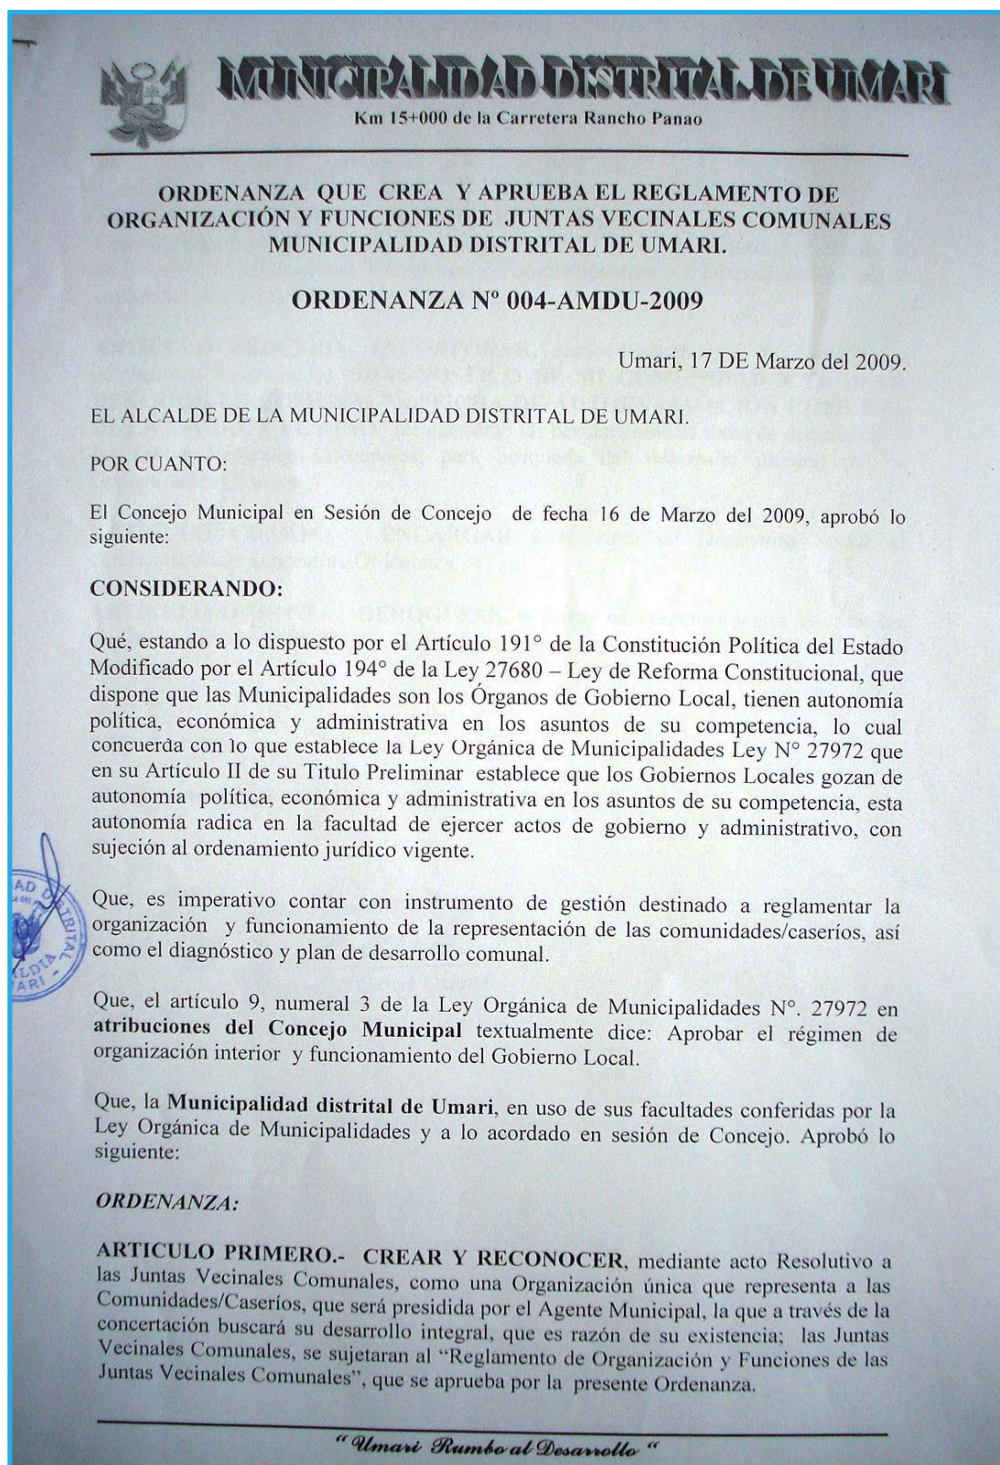 MUNICIPALIDAD DISTRITAL DE UMARI
Km 15+000 de la Carretera Rancho Panao
ORDENANZA QUE CREA Y APRUEBA EL REGLAMENTO DE
ORGANIZACIÓN Y FUNCIONES DE JUNTAS VECINALES COMUNALES
MUNICIPALIDAD DISTRITAL DE UMARI.
ORDENANZA Nº 004-AMDU-2009
Umari, 17 DE Marzo del 2009.
EL ALCALDE DE LA MUNICIPALIDAD DISTRITAL DE UMARI.
POR CUANTO:
El Concejo Municipal en Sesión de Concejo de fecha 16 de Marzo del 2009, aprobó lo
siguiente:
CONSIDERANDO:
Qué, estando a lo dispuesto por el Artículo 191° de la Constitución Política del Estado
Modificado por el Artículo 194° de la Ley 27680 – Ley de Reforma Constitucional, que
dispone que las Municipalidades son los Órganos de Gobierno Local, tienen autonomía
política, económica y administrativa en los asuntos de su competencia, lo cual
concuerda con lo que establece la Ley Orgánica de Municipalidades Ley N° 27972 que
en su Artículo II de su Titulo Preliminar establece que los Gobiernos Locales gozan de
autonomía política, económica y administrativa en los asuntos de su competencia, esta
autonomía radica en la facultad de ejercer actos de gobierno y administrativo, con
sujeción al ordenamiento jurídico vigente.
Que, es imperativo contar con instrumento de gestión destinado a reglamentar la
organización y funcionamiento de la representación de las comunidades/caseríos, así
como el diagnóstico y plan de desarrollo comunal.
Que, el artículo 9, numeral 3 de la Ley Orgánica de Municipalidades N°. 27972 en
atribuciones del Concejo Municipal textualmente dice: Aprobar el régimen de
organización interior y funcionamiento del Gobierno Local.
Que, la Municipalidad distrital de Umari, en uso de sus facultades conferidas por la
Ley Orgánica de Municipalidades y a lo acordado en sesión de Concejo. Aprobó lo
siguiente:
ORDENANZA:
ARTICULO PRIMERO.- CREAR Y RECONOCER, mediante acto Resolutivo a
las Juntas Vecinales Comunales, como una Organización única que representa a las
Comunidades/Caseríos, que será presidida por el Agente Municipal, la que a través de la
concertación buscará su desarrollo integral, que es razón de su existencia; las Juntas
Vecinales Comunales, se sujetaran al “Reglamento de Organización y Funciones de las
Juntas Vecinales Comunales”, que se aprueba por la presente Ordenanza.
“ Umari Rumbo al Desarrollo “